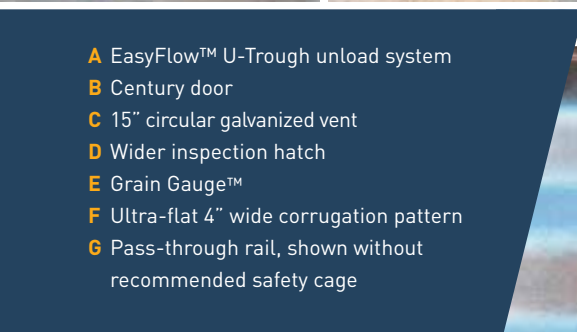 A EasyFlow™ U-Trough unload system
B Century door
C 15” circular galvanized vent
D Wider inspection hatch
E Grain Gauge™
F Ultra-flat 4” wide corrugation pattern
G Pass-through rail, shown without
recommended safety cage